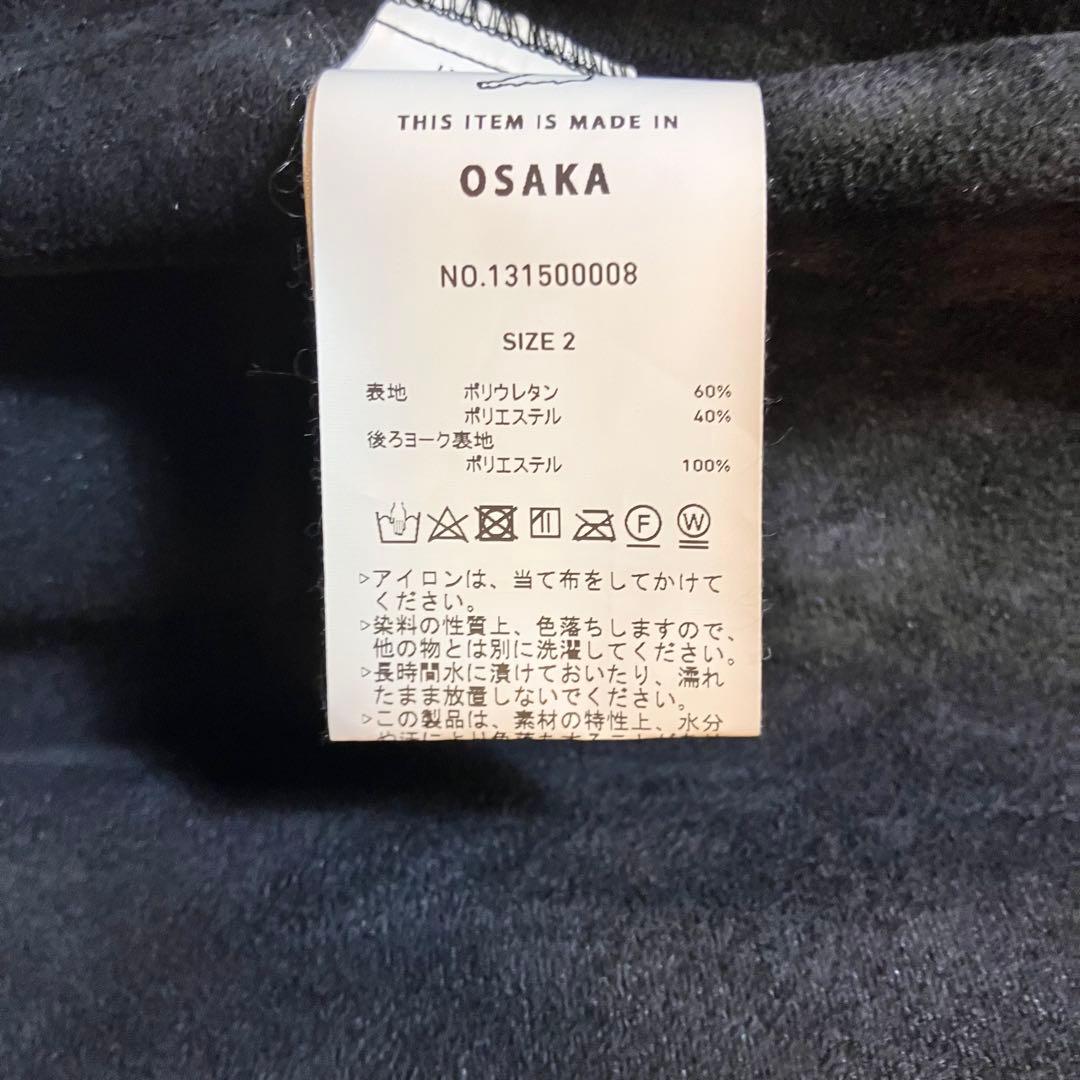 THIS ITEM IS MADE IN
OSAKA
NO.131500008
SIZE 2
表地 ポリウレタン 60%
ポリエステル 40%
後ろヨーク裏地
ポリエステル 100%
F W
▷アイロンは、当て布をしてかけて
ください。
▷染料の性質上、色落ちしますので、
他の物とは別に洗濯してください。
▷長時間水に漬けておいたり、濡れ
たまま放置しないでください。
▷この製品は、素材の特性上、水分